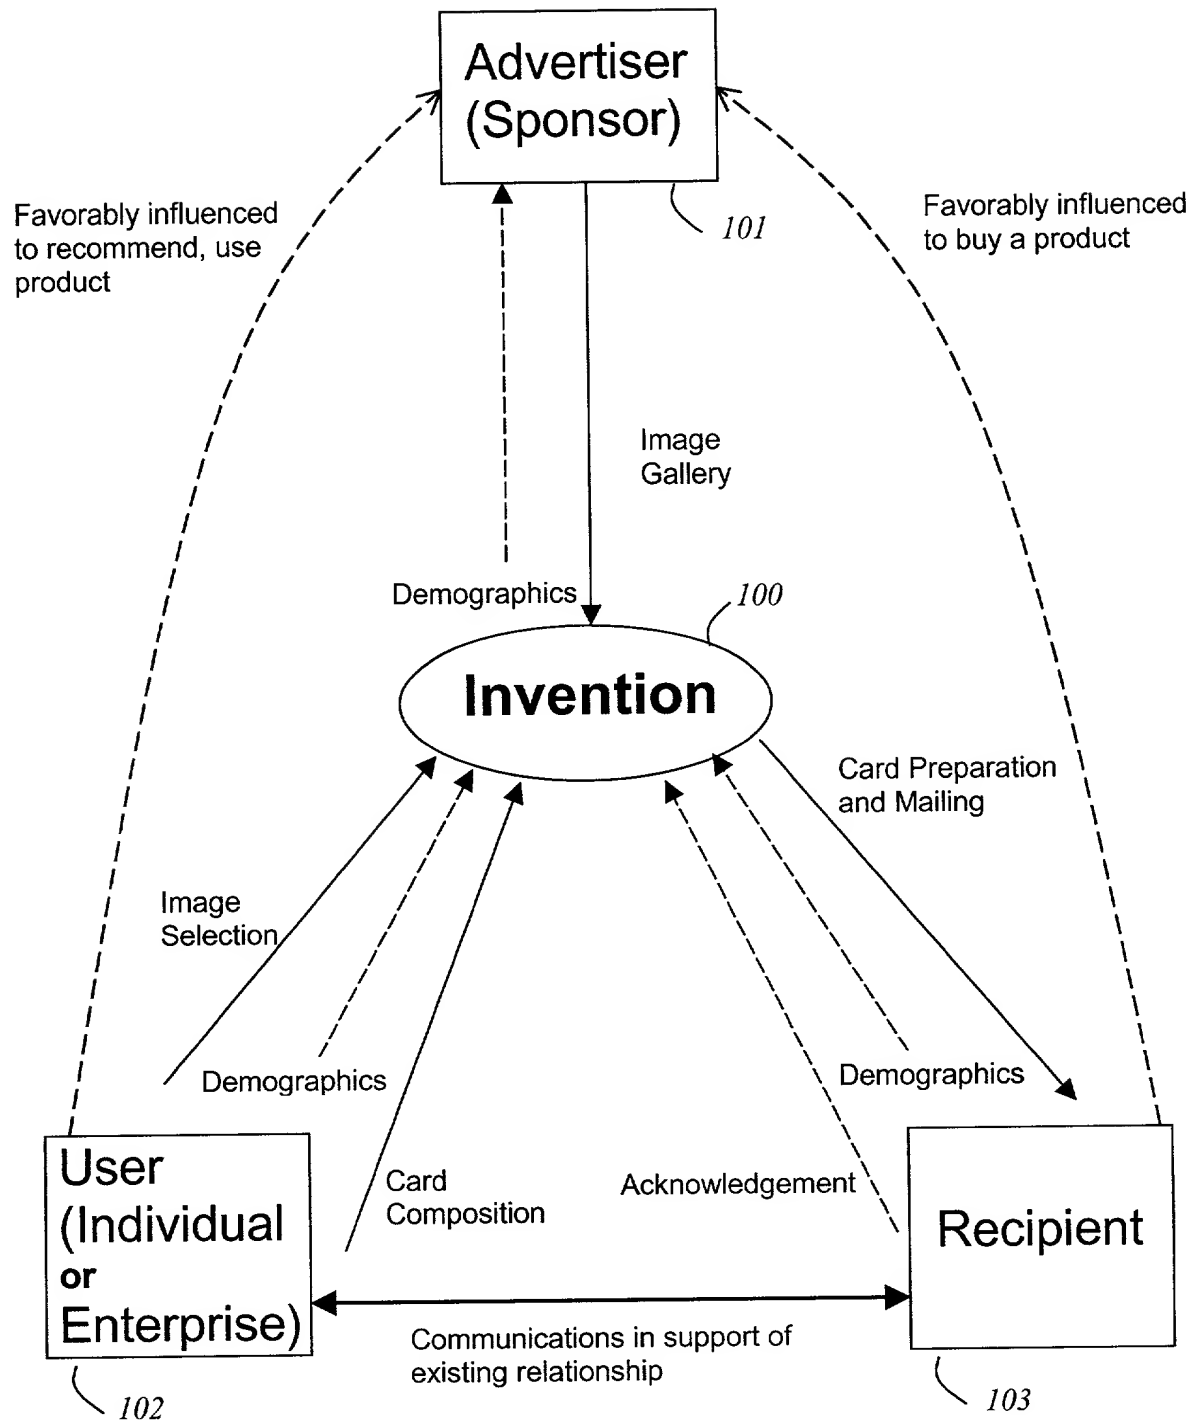 Advertiser
(Sponsor)
101
Favorably influenced
to recommend, use
product
Favorably influenced
to buy a product
Image
Gallery
Demographics
100
Invention
Card Preparation
and Mailing
Image
Selection
Demographics
Demographics
Card
Composition
Acknowledgement
User
(Individual
or
Enterprise)
Recipient
Communications in support of
existing relationship
102
103